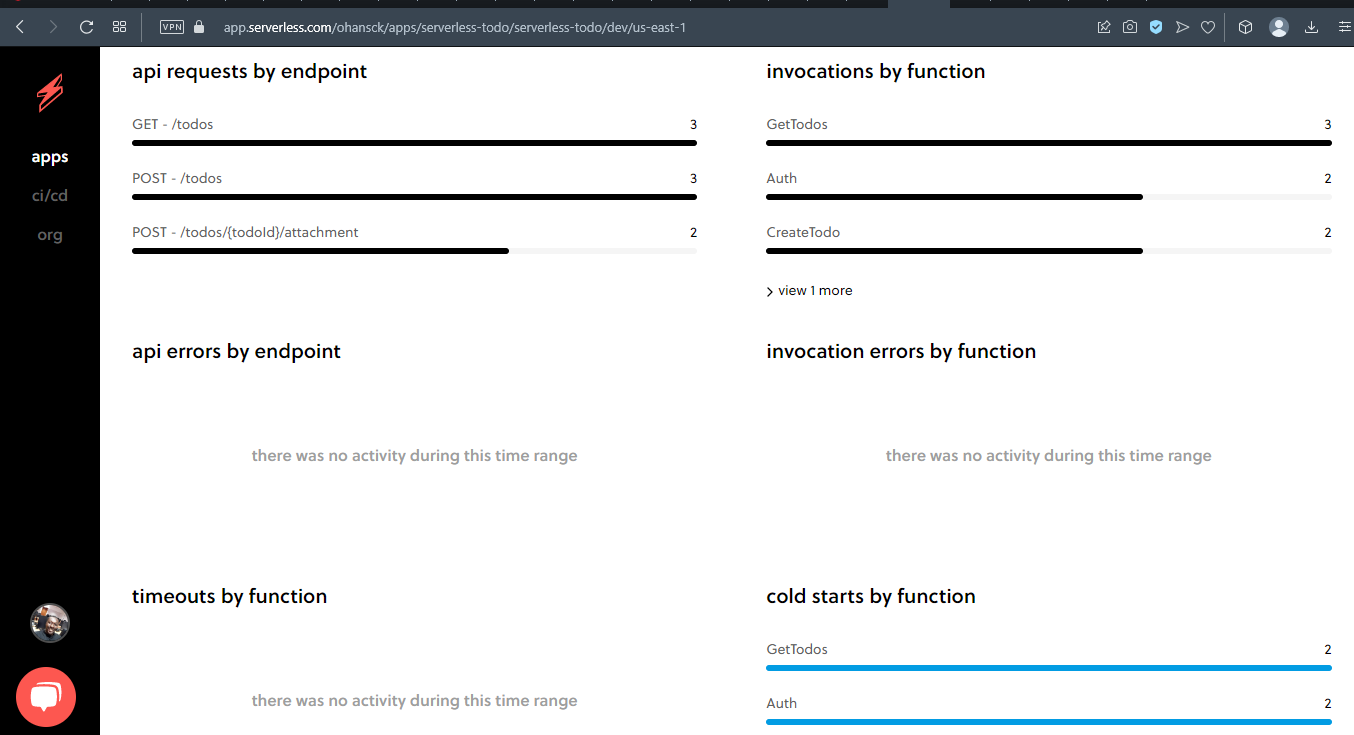 VPN app.serverless.com/ohansck/apps/serverless-todo/serverless-todo/dev/us-east-1
apps
ci/cd
org
api requests by endpoint
GET - /todos 3
POST - /todos 3
POST - /todos/{todoId}/attachment 2
invocations by function
GetTodos 3
Auth 2
CreateTodo 2
> view 1 more
api errors by endpoint
there was no activity during this time range
invocation errors by function
there was no activity during this time range
timeouts by function
there was no activity during this time range
cold starts by function
GetTodos 2
Auth 2